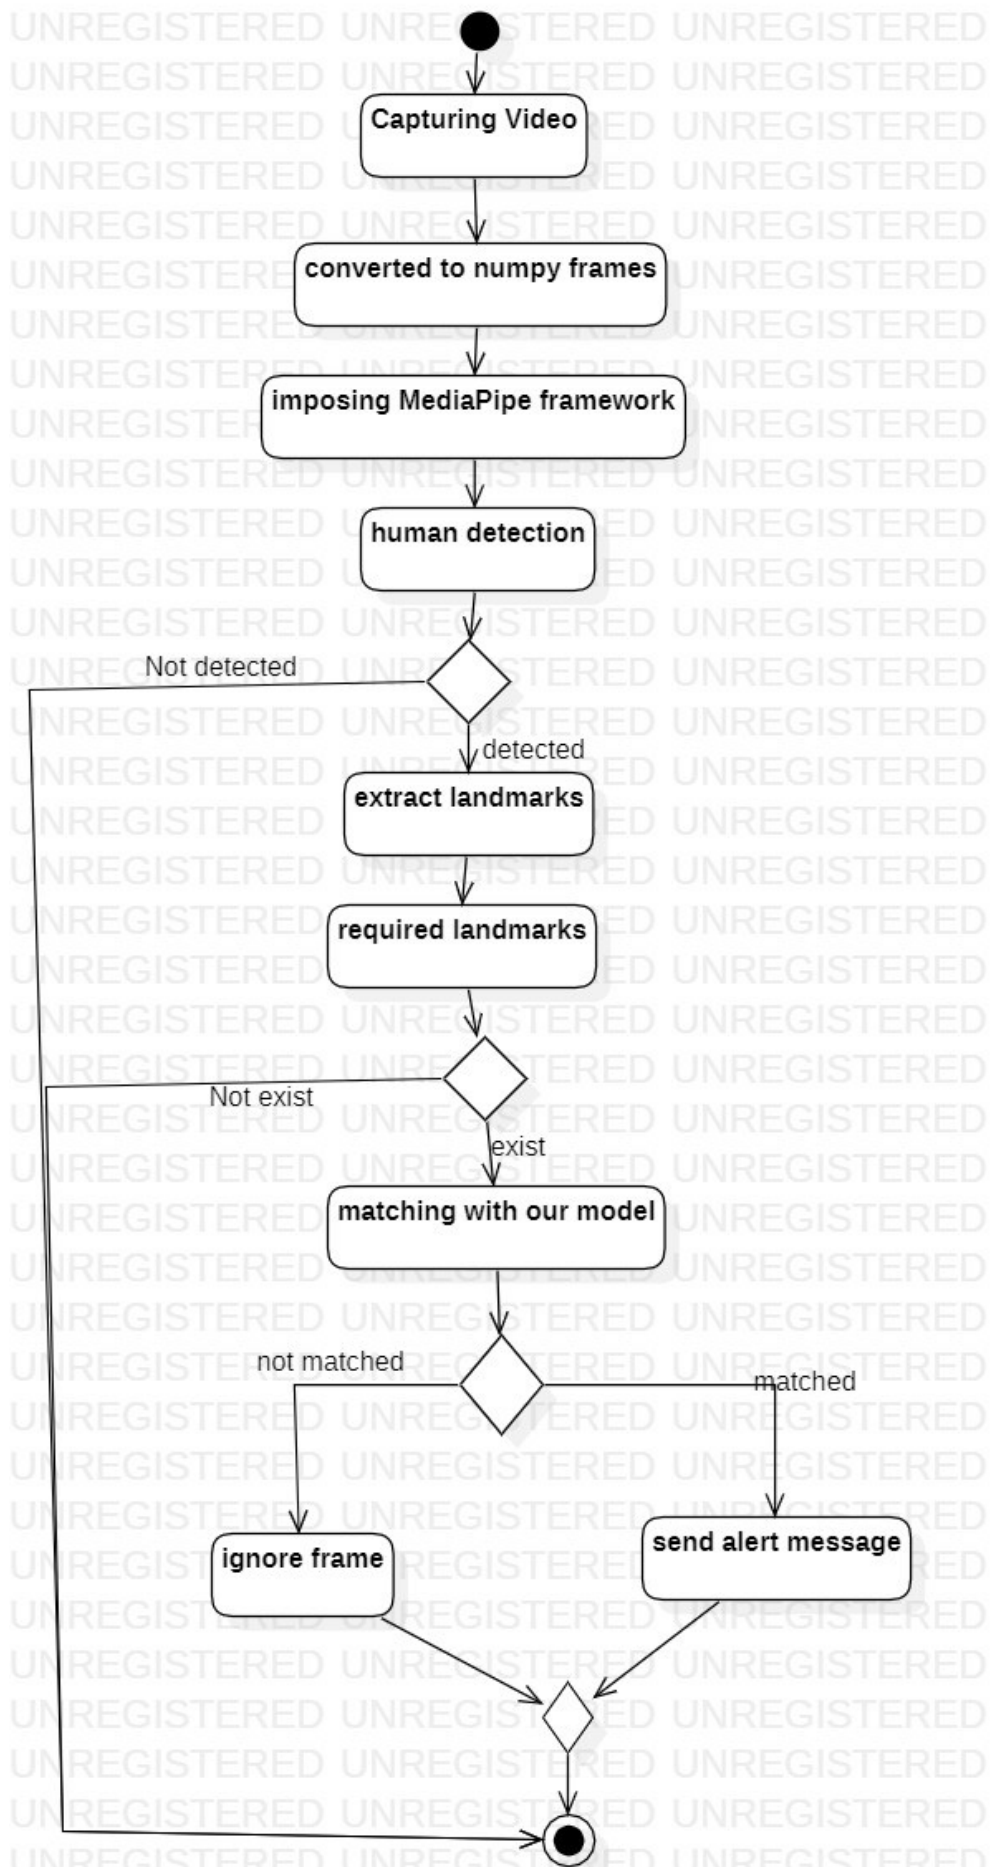 Capturing Video
converted to numpy frames
imposing MediaPipe framework
human detection
Not detected
detected
extract landmarks
required landmarks
Not exist
exist
matching with our model
not matched
matched
ignore frame
send alert message
UNREGISTERED